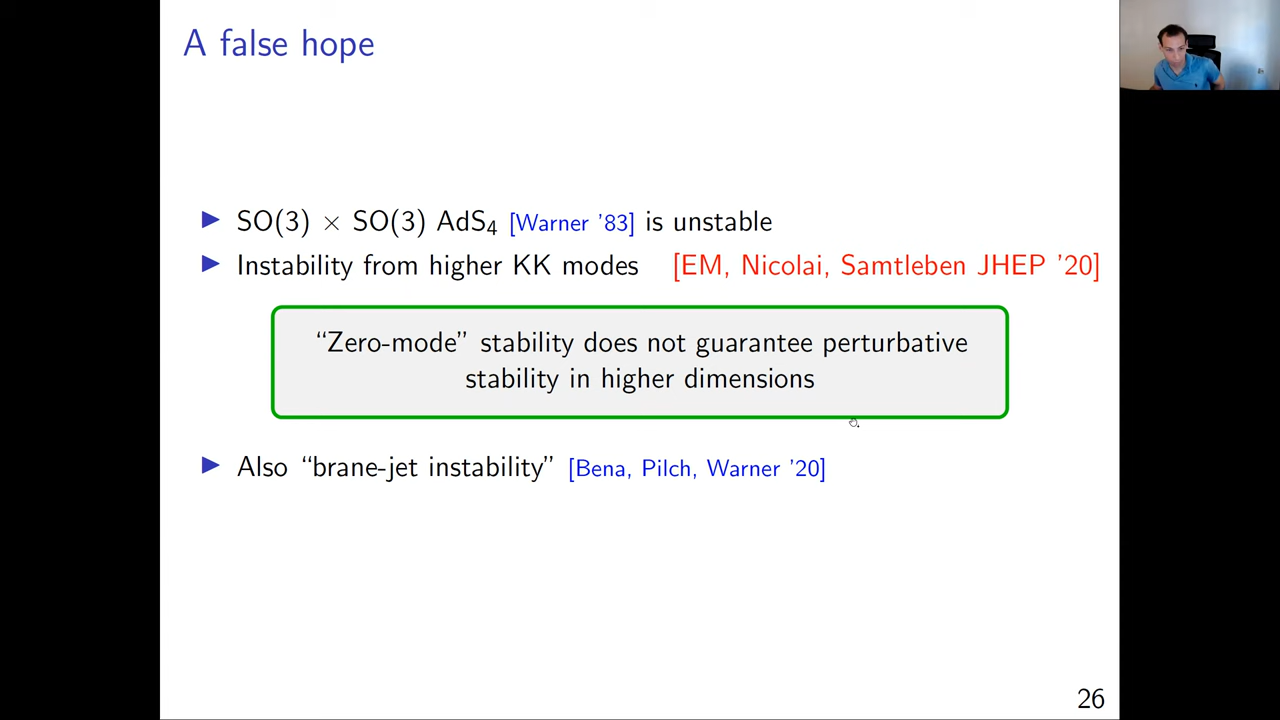 A false hope
▶ SO(3) × SO(3) AdS₄ [Warner '83] is unstable
▶ Instability from higher KK modes [EM, Nicolai, Samtleben JHEP '20]
“Zero-mode” stability does not guarantee perturbative
stability in higher dimensions
▶ Also “brane-jet instability” [Bena, Pilch, Warner '20]
26